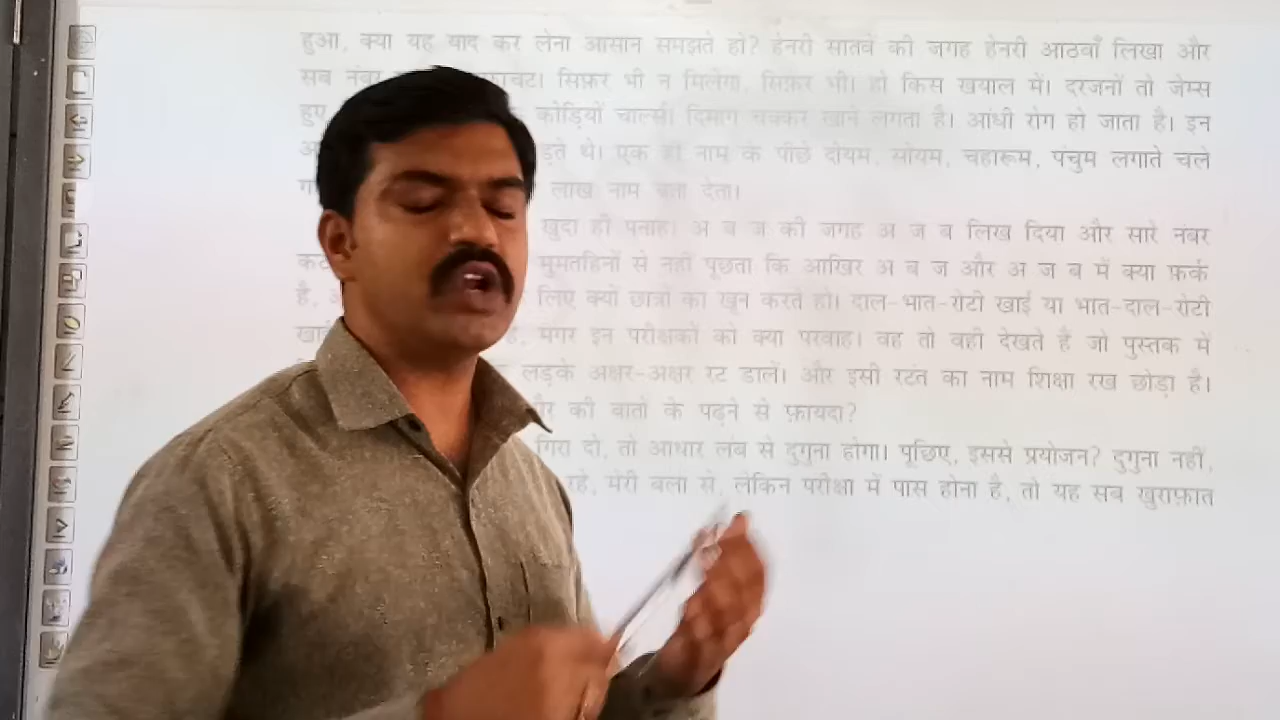 हुआ, क्या यह याद कर लेना आसान समझते हो? हेनरी सातवें की जगह हेनरी आठवाँ लिखा और
सब नंबर सफ़ाचट। सिफ़र भी न मिलेगा, सिफ़र भी। हो किस खयाल में। दरजनों तो जेम्स
हुए कोड़ियों चार्ल्स। दिमाग चक्कर खाने लगता है। आंधी रोग हो जाता है। इन
थे। एक ही नाम के पीछे दोयम, सोयम, चहारूम, पंचुम लगाते चले
लाख नाम बता देता।
खुदा ही पनाह। अ ब ज की जगह अ ज ब लिख दिया और सारे नंबर
मुमतहिनों से नहीं पूछता कि आखिर अ ब ज और अ ज ब में क्या फ़र्क
है, लिए क्यों छात्रों का खून करते हो। दाल-भात-रोटी खाई या भात-दाल-रोटी
मगर इन परीक्षकों को क्या परवाह। वह तो वही देखते हैं जो पुस्तक में
लड़के अक्षर-अक्षर रट डालें। और इसी रटंत का नाम शिक्षा रख छोड़ा है।
की बातों के पढ़ने से फ़ायदा?
गिरा दो, तो आधार लंब से दुगुना होगा। पूछिए, इससे प्रयोजन? दुगुना नहीं,
रहे, मेरी बला से, लेकिन परीक्षा में पास होना है, तो यह सब खुराफ़ात